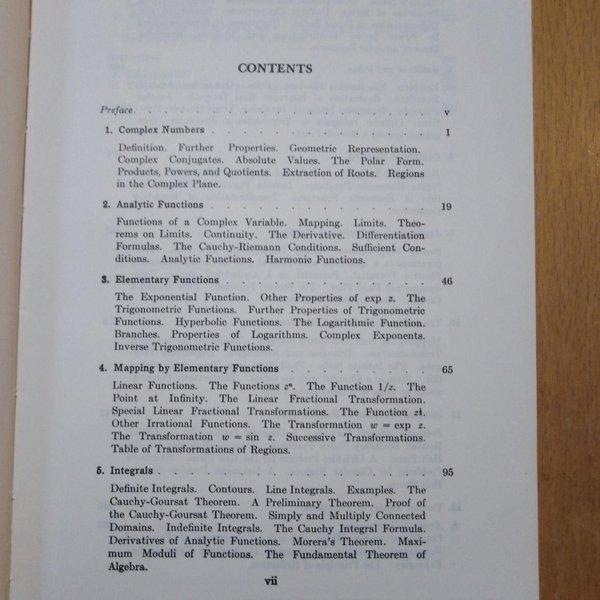 CONTENTS
Preface. . . . . . . . . . . . . . . . . . . . . v
1. Complex Numbers . . . . . . . . . . . . . . . . 1
Definition. Further Properties. Geometric Representation.
Complex Conjugates. Absolute Values. The Polar Form.
Products, Powers, and Quotients. Extraction of Roots. Regions
in the Complex Plane.
2. Analytic Functions . . . . . . . . . . . . . . . . 19
Functions of a Complex Variable. Mapping. Limits. Theo-
rems on Limits. Continuity. The Derivative. Differentiation
Formulas. The Cauchy-Riemann Conditions. Sufficient Con-
ditions. Analytic Functions. Harmonic Functions.
3. Elementary Functions . . . . . . . . . . . . . . . 46
The Exponential Function. Other Properties of exp z. The
Trigonometric Functions. Further Properties of Trigonometric
Functions. Hyperbolic Functions. The Logarithmic Function.
Branches. Properties of Logarithms. Complex Exponents.
Inverse Trigonometric Functions.
4. Mapping by Elementary Functions . . . . . . . . . . 65
Linear Functions. The Functions zⁿ. The Function 1/z. The
Point at Infinity. The Linear Fractional Transformation.
Special Linear Fractional Transformations. The Function z½.
Other Irrational Functions. The Transformation w = exp z.
The Transformation w = sin z. Successive Transformations.
Table of Transformations of Regions.
5. Integrals . . . . . . . . . . . . . . . . . . . . 95
Definite Integrals. Contours. Line Integrals. Examples. The
Cauchy-Goursat Theorem. A Preliminary Theorem. Proof of
the Cauchy-Goursat Theorem. Simply and Multiply Connected
Domains. Indefinite Integrals. The Cauchy Integral Formula.
Derivatives of Analytic Functions. Morera's Theorem. Maxi-
mum Moduli of Functions. The Fundamental Theorem of
Algebra.
vii